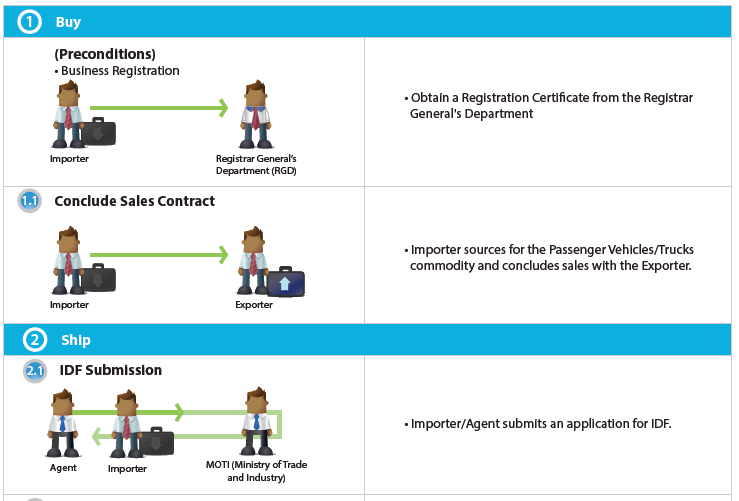 1 Buy
(Preconditions)
• Business Registration
Importer
Registrar General's
Department (RGD)
• Obtain a Registration Certificate from the Registrar
General's Department
1.1 Conclude Sales Contract
Importer
Exporter
• Importer sources for the Passenger Vehicles/Trucks
commodity and concludes sales with the Exporter.
2 Ship
2.1 IDF Submission
Agent
Importer
MOTI (Ministry of Trade
and Industry)
• Importer/Agent submits an application for IDF.